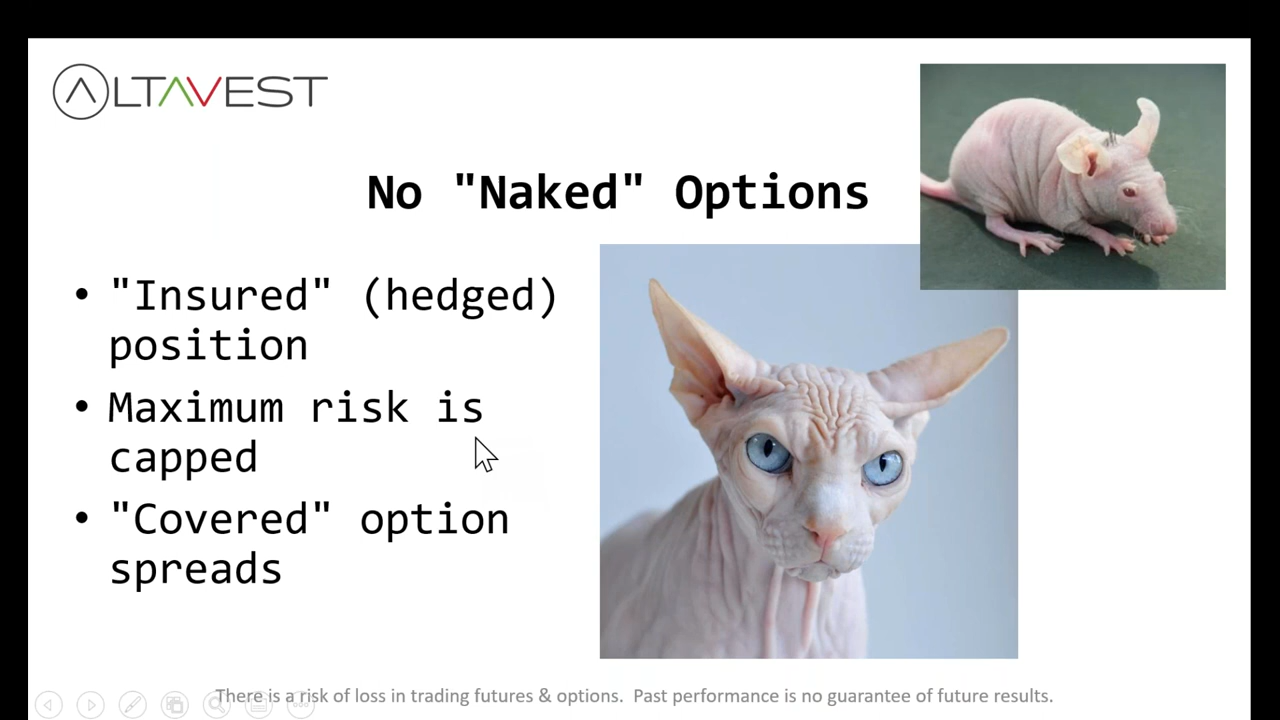 ALTAVEST
No "Naked" Options
• "Insured" (hedged)
position
• Maximum risk is
capped
• "Covered" option
spreads
There is a risk of loss in trading futures & options.  Past performance is no guarantee of future results.